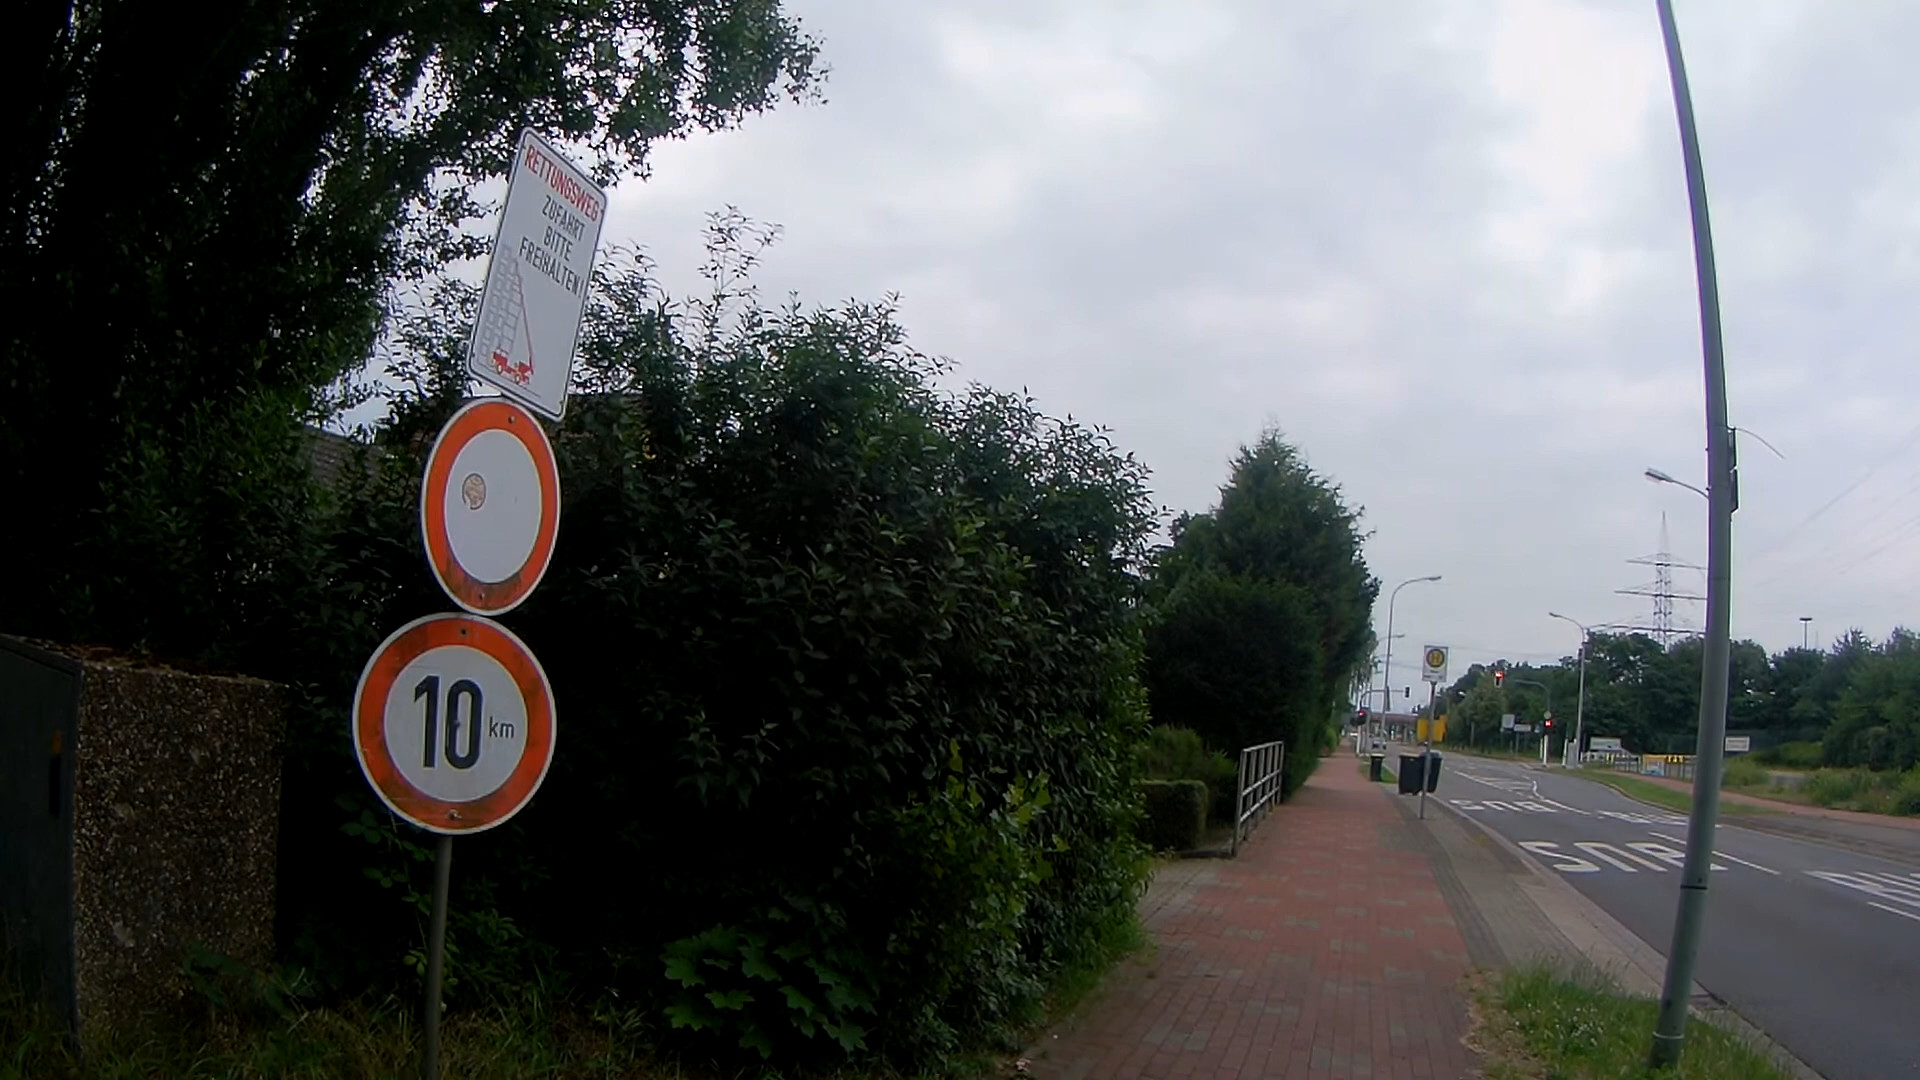 RETTUNGSWEG
ZUFAHRT
BITTE
FREIHALTEN!
10 km
H
BUS
BUS